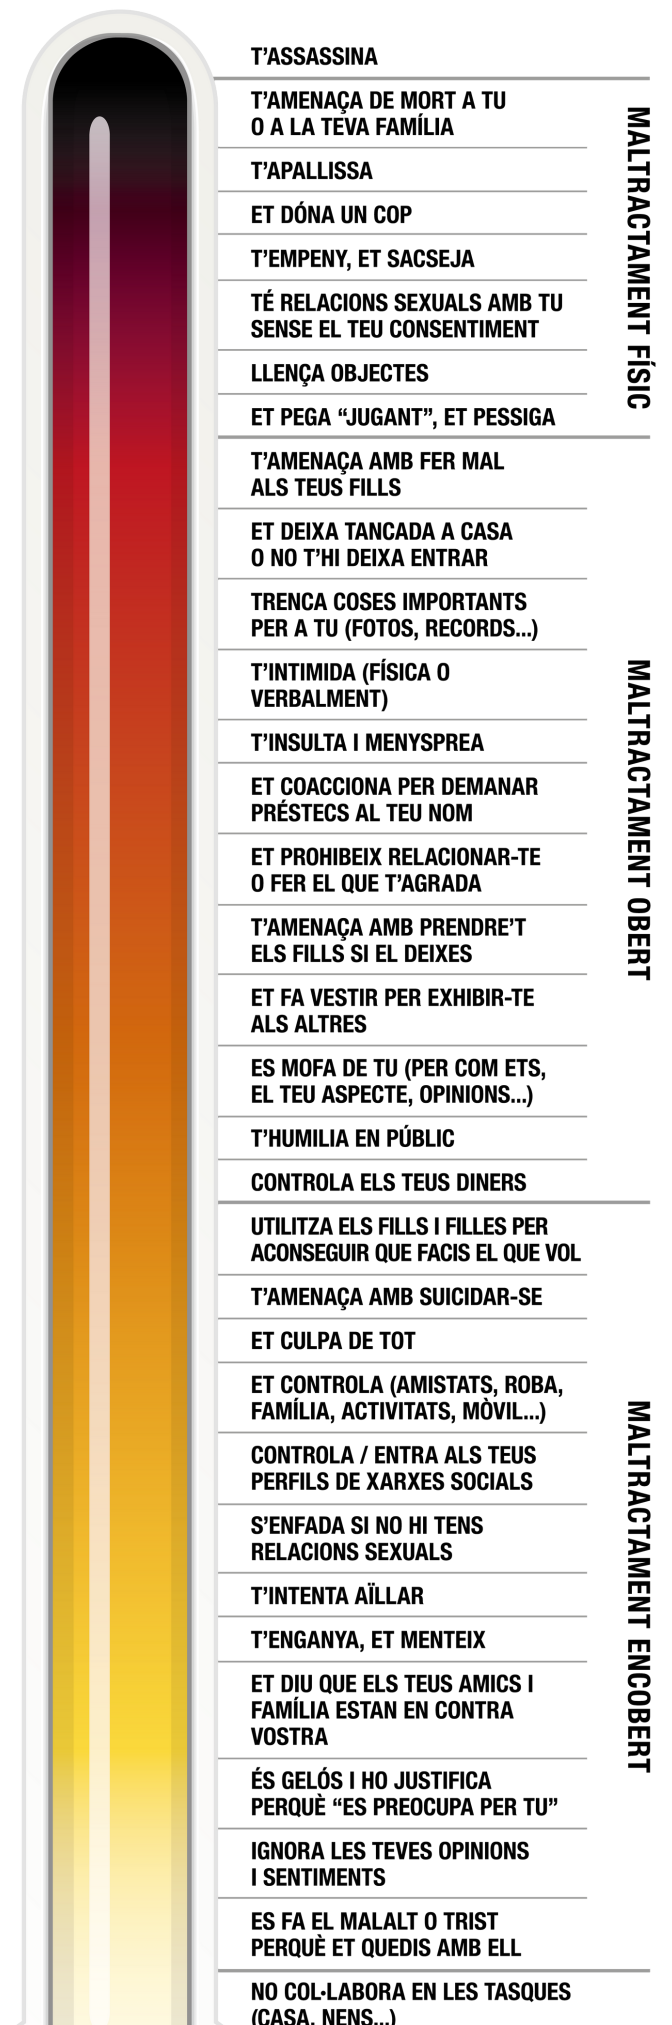 T'ASSASSINA
T'AMENAÇA DE MORT A TU
O A LA TEVA FAMÍLIA
T'APALLISSA
ET DÓNA UN COP
T'EMPENY, ET SACSEJA
TÉ RELACIONS SEXUALS AMB TU
SENSE EL TEU CONSENTIMENT
LLENÇA OBJECTES
ET PEGA “JUGANT”, ET PESSIGA
MALTRACTAMENT FÍSIC
T'AMENAÇA AMB FER MAL
ALS TEUS FILLS
ET DEIXA TANCADA A CASA
O NO T'HI DEIXA ENTRAR
TRENCA COSES IMPORTANTS
PER A TU (FOTOS, RECORDS...)
T'INTIMIDA (FÍSICA O
VERBALMENT)
T'INSULTA I MENYSPREA
ET COACCIONA PER DEMANAR
PRÉSTECS AL TEU NOM
ET PROHIBEIX RELACIONAR-TE
O FER EL QUE T'AGRADA
T'AMENAÇA AMB PRENDRE'T
ELS FILLS SI EL DEIXES
ET FA VESTIR PER EXHIBIR-TE
ALS ALTRES
ES MOFA DE TU (PER COM ETS,
EL TEU ASPECTE, OPINIONS...)
T'HUMILIA EN PÚBLIC
CONTROLA ELS TEUS DINERS
MALTRACTAMENT OBERT
UTILITZA ELS FILLS I FILLES PER
ACONSEGUIR QUE FACIS EL QUE VOL
T'AMENAÇA AMB SUICIDAR-SE
ET CULPA DE TOT
ET CONTROLA (AMISTATS, ROBA,
FAMÍLIA, ACTIVITATS, MÒVIL...)
CONTROLA / ENTRA ALS TEUS
PERFILS DE XARXES SOCIALS
S'ENFADA SI NO HI TENS
RELACIONS SEXUALS
T'INTENTA AÏLLAR
T'ENGANYA, ET MENTEIX
ET DIU QUE ELS TEUS AMICS I
FAMÍLIA ESTAN EN CONTRA
VOSTRA
ÉS GELÓS I HO JUSTIFICA
PERQUÈ “ES PREOCUPA PER TU”
IGNORA LES TEVES OPINIONS
I SENTIMENTS
ES FA EL MALALT O TRIST
PERQUÈ ET QUEDIS AMB ELL
MALTRACTAMENT ENCOBERT
NO COL·LABORA EN LES TASQUES
(CASA, NENS...)